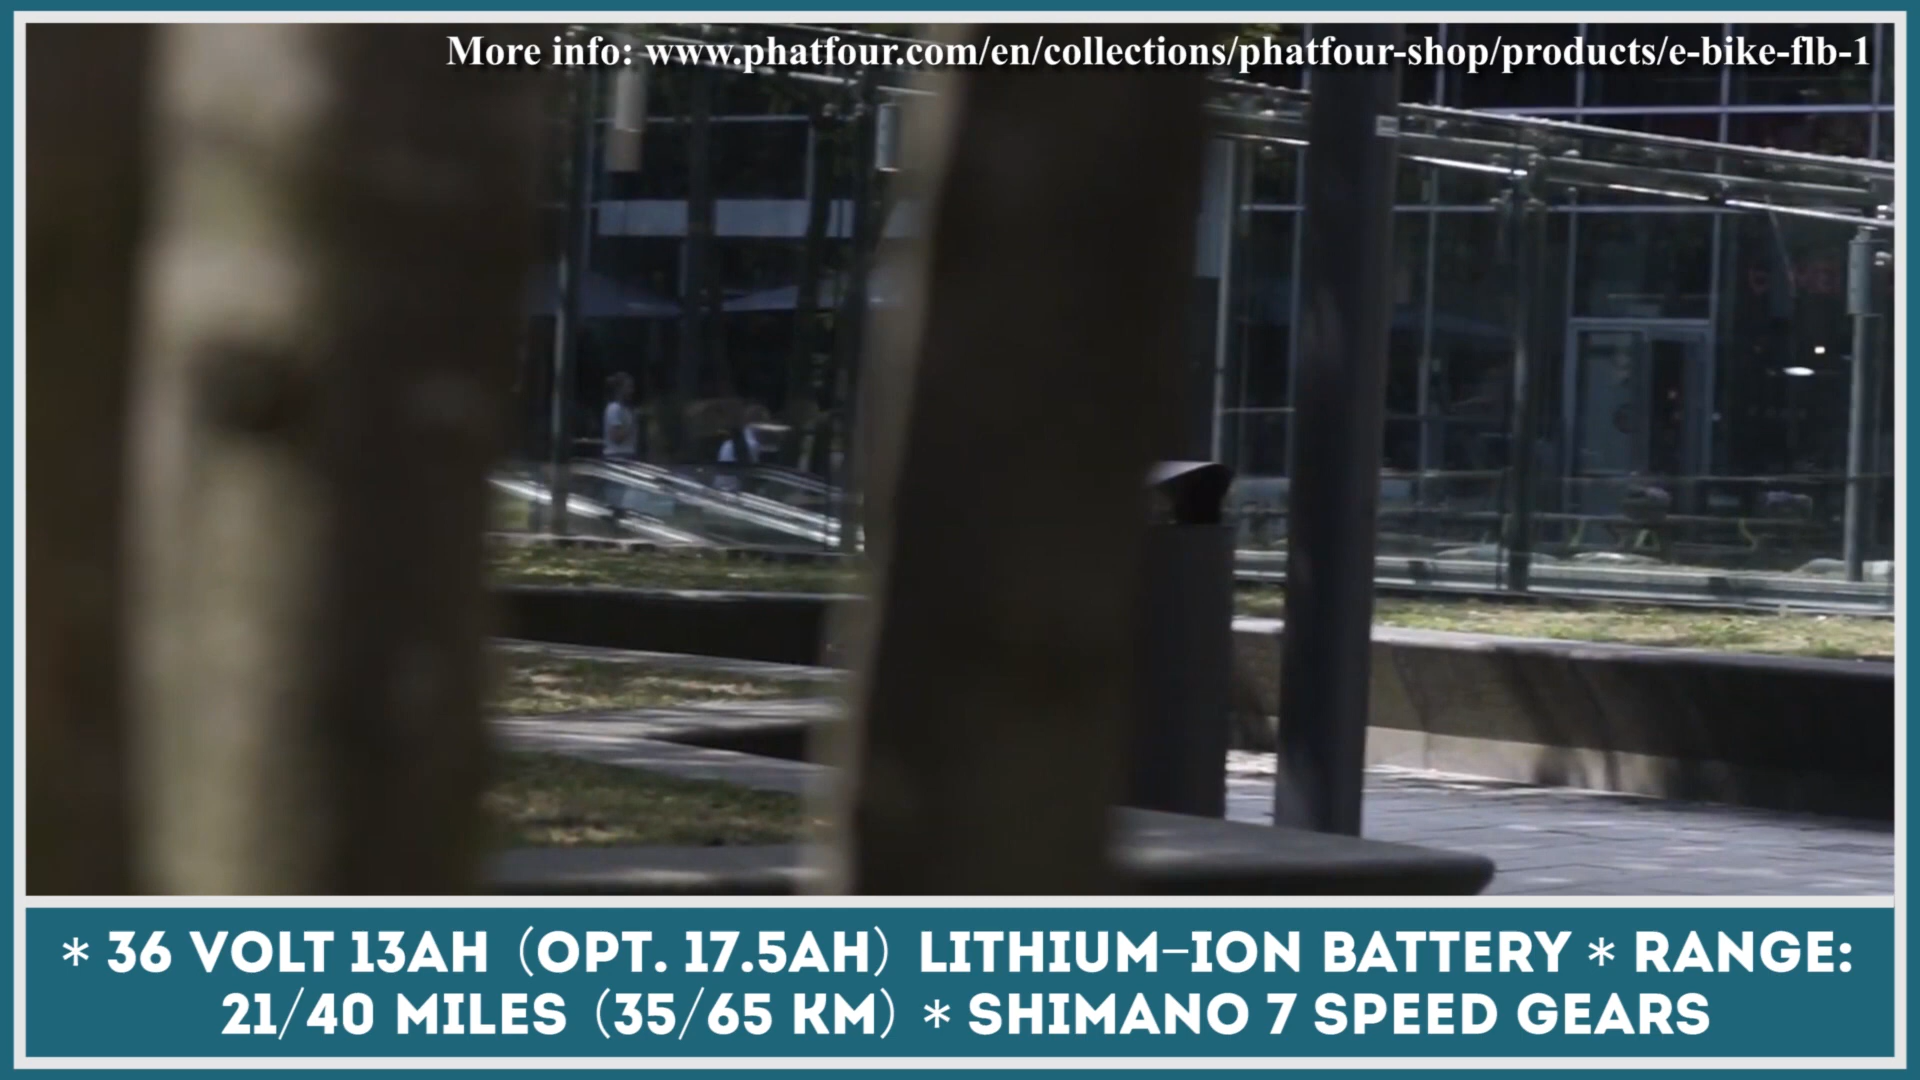 More info: www.phatfour.com/en/collections/phatfour-shop/products/e-bike-flb-1
* 36 VOLT 13AH (OPT. 17.5AH) LITHIUM-ION BATTERY * RANGE:
21/40 MILES (35/65 KM) * SHIMANO 7 SPEED GEARS